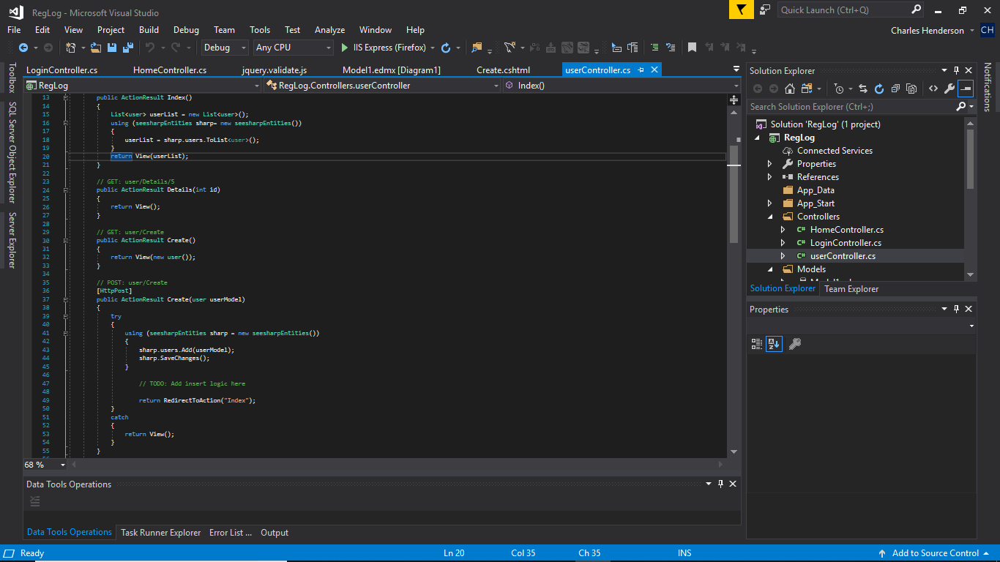 RegLog - Microsoft Visual Studio
Quick Launch (Ctrl+Q)
File Edit View Project Build Debug Team Tools Test Analyze Window Help
Charles Henderson CH
Debug Any CPU IIS Express (Firefox)
LoginController.cs HomeController.cs jquery.validate.js Model1.edmx [Diagram1] Create.cshtml userController.cs
RegLog RegLog.Controllers.userController Index()
Toolbox
SQL Server Object Explorer
Server Explorer
13 public ActionResult Index()
14 {
15 List<user> userList = new List<user>();
16 using (seesharpEntities sharp= new seesharpEntities())
17 {
18 userList = sharp.users.ToList<user>();
19 }
20 return View(userList);
21 }
22
23 // GET: user/Details/5
24 public ActionResult Details(int id)
25 {
26 return View();
27 }
28
29 // GET: user/Create
30 public ActionResult Create()
31 {
32 return View(new user());
33 }
34
35 // POST: user/Create
36 [HttpPost]
37 public ActionResult Create(user userModel)
38 {
39 try
40 {
41 using (seesharpEntities sharp = new seesharpEntities())
42 {
43 sharp.users.Add(userModel);
44 sharp.SaveChanges();
45 }
46
47 // TODO: Add insert logic here
48
49 return RedirectToAction("Index");
50 }
51 catch
52 {
53 return View();
54 }
55 }
68 %
Data Tools Operations
Data Tools Operations Task Runner Explorer Error List ... Output
Solution Explorer
Search Solution Explorer (Ctrl+;)
Solution 'RegLog' (1 project)
RegLog
Connected Services
Properties
References
App_Data
App_Start
Controllers
C# HomeController.cs
C# LoginController.cs
C# userController.cs
Models
Solution Explorer Team Explorer
Properties
Notifications
Ready Ln 20 Col 35 Ch 35 INS Add to Source Control